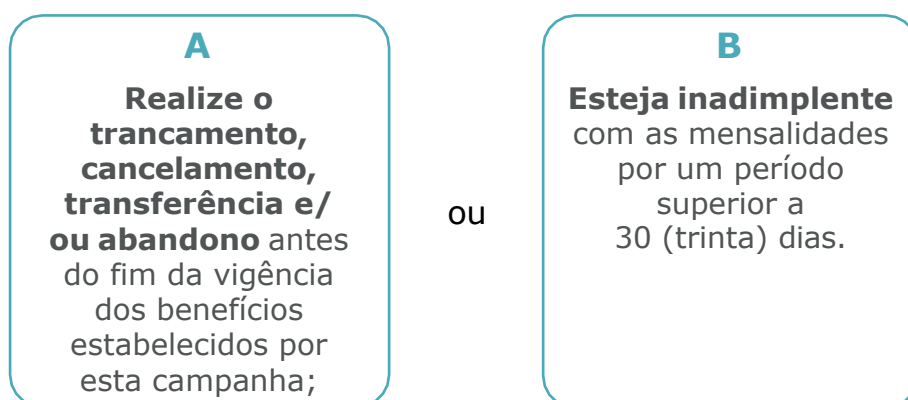 A
Realize o
trancamento,
cancelamento,
transferência e/
ou abandono antes
do fim da vigência
dos benefícios
estabelecidos por
esta campanha;
ou
B
Esteja inadimplente
com as mensalidades
por um período
superior a
30 (trinta) dias.